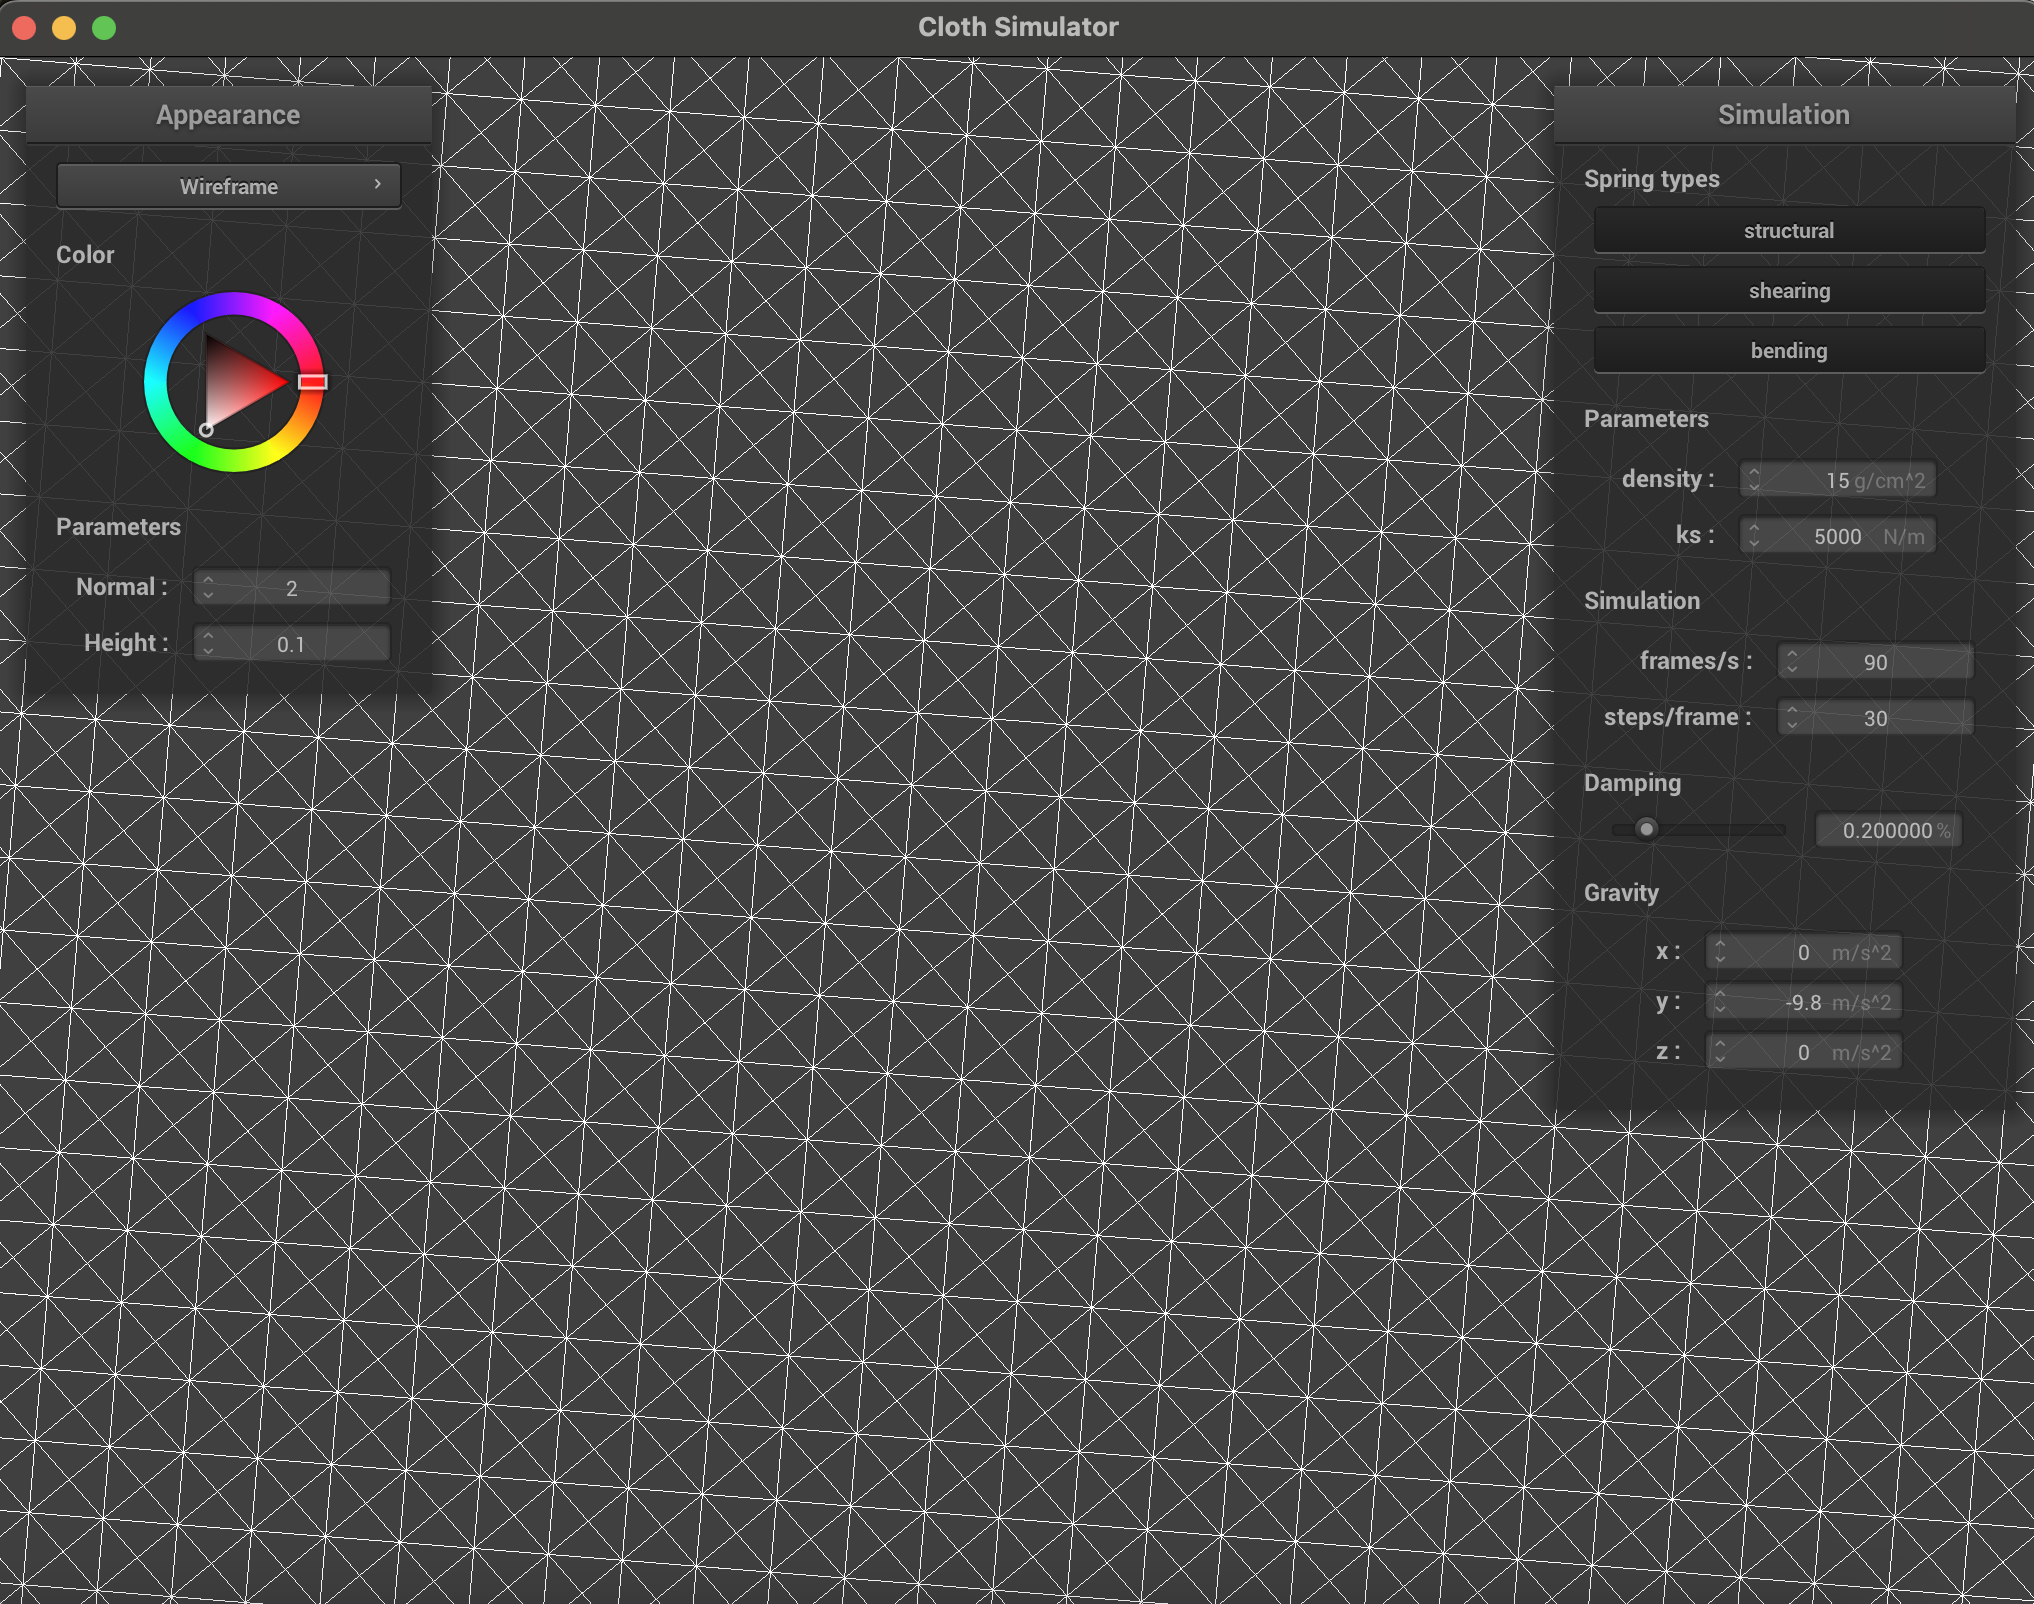 Cloth Simulator
Appearance
Wireframe
Color
Parameters
Normal : 2
Height : 0.1
Simulation
Spring types
structural
shearing
bending
Parameters
density : 15 g/cm^2
ks : 5000 N/m
Simulation
frames/s : 90
steps/frame : 30
Damping
0.200000 %
Gravity
x : 0 m/s^2
y : -9.8 m/s^2
z : 0 m/s^2